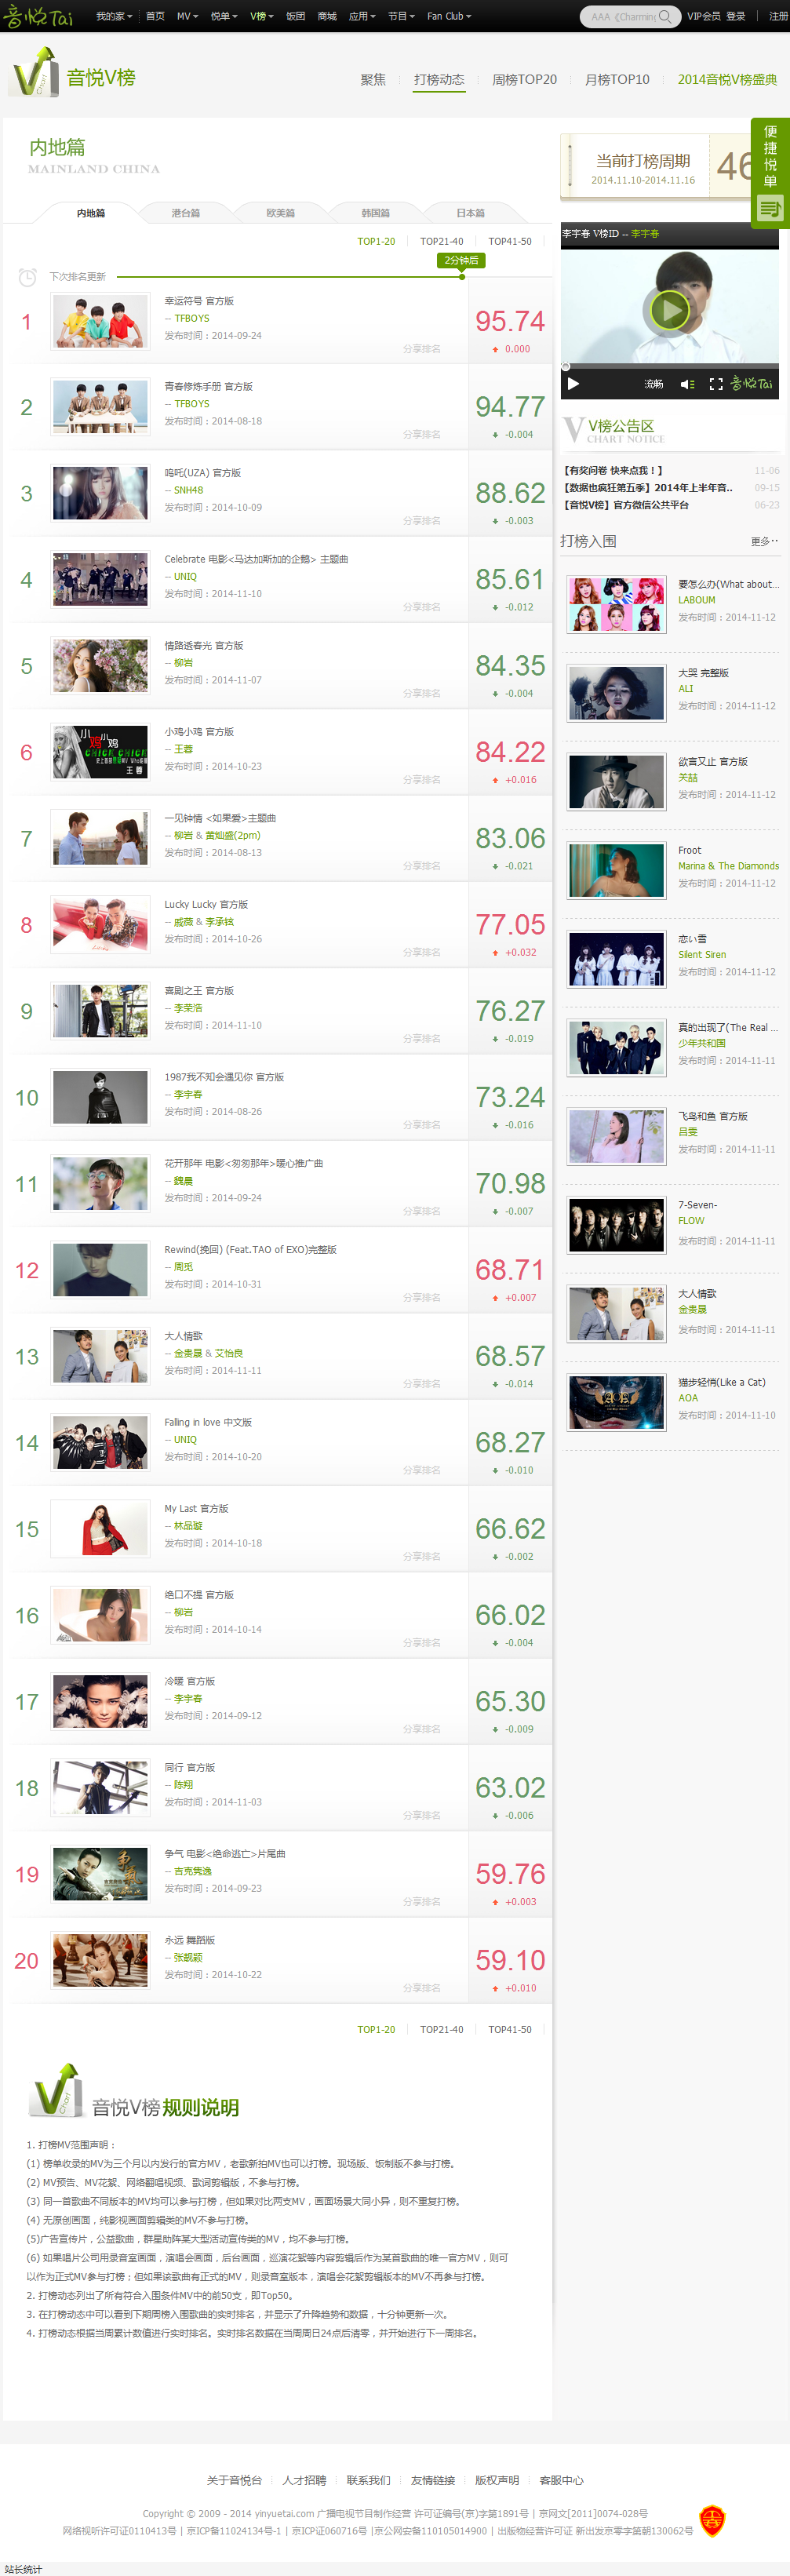 音悦Tai
我的家 首页 MV 悦单 V榜 饭团 商城 应用 节目 Fan Club
AAA《Charming
VIP会员 登录 | 注册
音悦V榜
聚焦 打榜动态 周榜TOP20 月榜TOP10 2014音悦V榜盛典
内地篇
MAINLAND CHINA
内地篇 港台篇 欧美篇 韩国篇 日本篇
TOP1-20 TOP21-40 TOP41-50
2分钟后
下次排名更新
1
幸运符号 官方版
-- TFBOYS
发布时间：2014-09-24
分享排名
95.74
0.000
2
青春修炼手册 官方版
-- TFBOYS
发布时间：2014-08-18
分享排名
94.77
-0.004
3
呜吒(UZA) 官方版
-- SNH48
发布时间：2014-10-09
分享排名
88.62
-0.003
4
Celebrate 电影<马达加斯加的企鹅> 主题曲
-- UNIQ
发布时间：2014-11-10
分享排名
85.61
-0.012
5
情路透春光 官方版
-- 柳岩
发布时间：2014-11-07
分享排名
84.35
-0.004
6
小鸡小鸡 官方版
-- 王蓉
发布时间：2014-10-23
分享排名
84.22
+0.016
7
一见钟情 <如果爱>主题曲
-- 柳岩 & 黄灿盛(2pm)
发布时间：2014-08-13
分享排名
83.06
-0.021
8
Lucky Lucky 官方版
-- 戚薇 & 李承铉
发布时间：2014-10-26
分享排名
77.05
+0.032
9
喜剧之王 官方版
-- 李荣浩
发布时间：2014-11-10
分享排名
76.27
-0.019
10
1987我不知会遇见你 官方版
-- 李宇春
发布时间：2014-08-26
分享排名
73.24
-0.016
11
花开那年 电影<匆匆那年>暖心推广曲
-- 魏晨
发布时间：2014-09-24
分享排名
70.98
-0.007
12
Rewind(挽回) (Feat.TAO of EXO)完整版
-- 周觅
发布时间：2014-10-31
分享排名
68.71
+0.007
13
大人情歌
-- 金贵晟 & 艾怡良
发布时间：2014-11-11
分享排名
68.57
-0.014
14
Falling in love 中文版
-- UNIQ
发布时间：2014-10-20
分享排名
68.27
-0.010
15
My Last 官方版
-- 林品璇
发布时间：2014-10-18
分享排名
66.62
-0.002
16
绝口不提 官方版
-- 柳岩
发布时间：2014-10-14
分享排名
66.02
-0.004
17
冷暖 官方版
-- 李宇春
发布时间：2014-09-12
分享排名
65.30
-0.009
18
同行 官方版
-- 陈翔
发布时间：2014-11-03
分享排名
63.02
-0.006
19
争气 电影<绝命逃亡>片尾曲
-- 吉克隽逸
发布时间：2014-09-23
分享排名
59.76
+0.003
20
永远 舞蹈版
-- 张靓颖
发布时间：2014-10-22
分享排名
59.10
+0.010
TOP1-20 TOP21-40 TOP41-50
音悦V榜 规则说明
1. 打榜MV范围声明：
(1) 榜单收录的MV为三个月以内发行的官方MV，老歌新拍MV也可以打榜。现场版、饭制版不参与打榜。
(2) MV预告、MV花絮、网络翻唱视频、歌词剪辑版，不参与打榜。
(3) 同一首歌曲不同版本的MV均可以参与打榜，但如果对比两支MV，画面场景大同小异，则不重复打榜。
(4) 无原创画面，纯影视画面剪辑类的MV不参与打榜。
(5)广告宣传片，公益歌曲，群星助阵某大型活动宣传类的MV，均不参与打榜。
(6) 如果唱片公司用录音室画面，演唱会画面，后台画面，巡演花絮等内容剪辑后作为某首歌曲的唯一官方MV，则可
以作为正式MV参与打榜；但如果该歌曲有正式的MV，则录音室版本，演唱会花絮剪辑版本的MV不再参与打榜。
2. 打榜动态列出了所有符合入围条件MV中的前50支，即Top50。
3. 在打榜动态中可以看到下期周榜入围歌曲的实时排名，并显示了升降趋势和数据，十分钟更新一次。
4. 打榜动态根据当周累计数值进行实时排名。实时排名数据在当周周日24点后清零，并开始进行下一周排名。
当前打榜周期
2014.11.10-2014.11.16
46
便捷悦单
李宇春 V榜ID -- 李宇春
流畅
音悦Tai
V榜公告区
CHART NOTICE
【有奖问卷 快来点我！】 11-06
【数据也疯狂第五季】2014年上半年音.. 09-15
【音悦V榜】官方微信公共平台 06-23
打榜入围 更多··
要怎么办(What about...
LABOUM
发布时间：2014-11-12
大哭 完整版
ALI
发布时间：2014-11-12
欲言又止 官方版
关喆
发布时间：2014-11-12
Froot
Marina & The Diamonds
发布时间：2014-11-12
恋い雪
Silent Siren
发布时间：2014-11-12
真的出现了(The Real ...
少年共和国
发布时间：2014-11-11
飞鸟和鱼 官方版
吕雯
发布时间：2014-11-11
7-Seven-
FLOW
发布时间：2014-11-11
大人情歌
金贵晟
发布时间：2014-11-11
猫步轻悄(Like a Cat)
AOA
发布时间：2014-11-10
关于音悦台 人才招聘 联系我们 友情链接 版权声明 客服中心
Copyright © 2009 - 2014 yinyuetai.com 广播电视节目制作经营 许可证编号(京)字第1891号 | 京网文[2011]0074-028号
网络视听许可证0110413号 | 京ICP备11024134号-1 | 京ICP证060716号 |京公网安备110105014900 | 出版物经营许可证 新出发京零字第朝130062号
站长统计